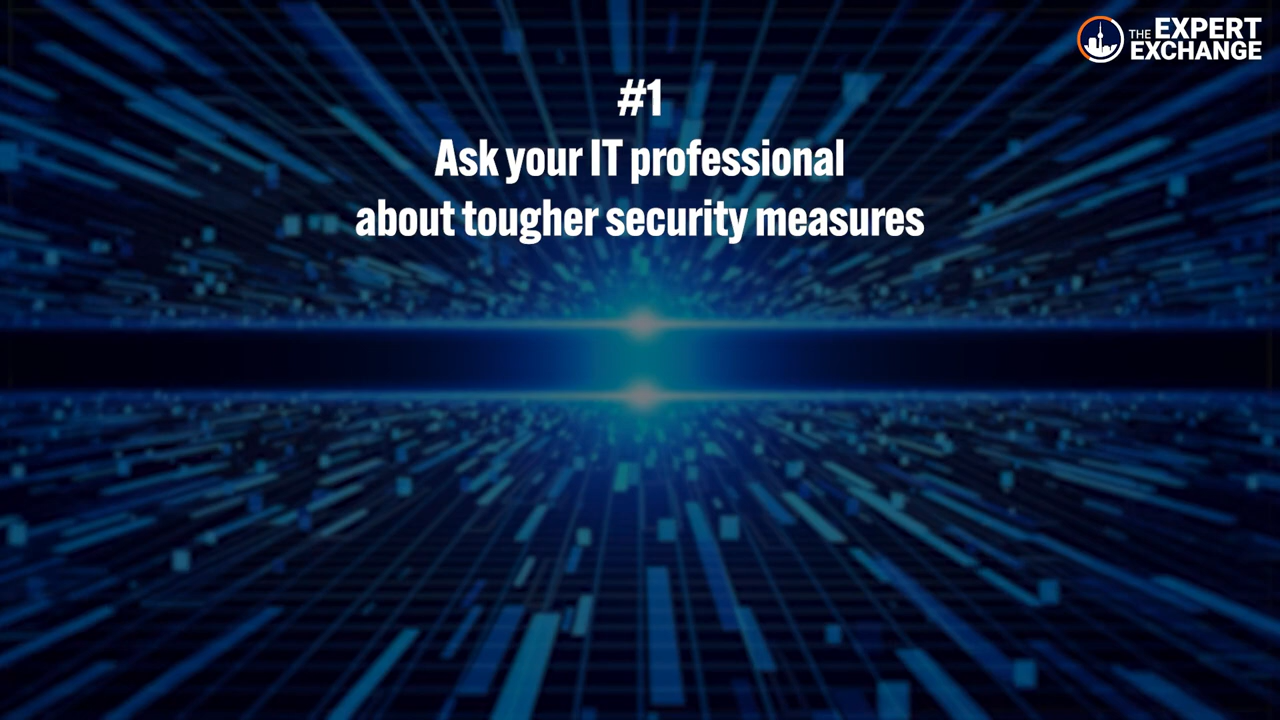 THE EXPERT
EXCHANGE
#1
Ask your IT professional
about tougher security measures